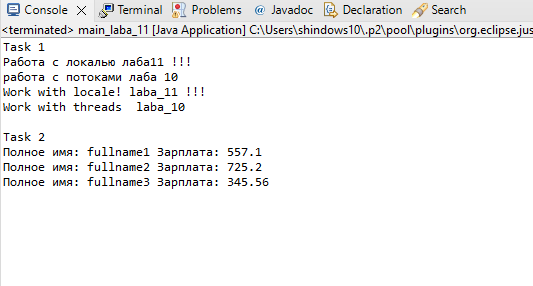 Console Terminal Problems Javadoc Declaration Search
<terminated> main_laba_11 [Java Application] C:\Users\shindows10\.p2\pool\plugins\org.eclipse.jus
Task 1
Работа с локалью лаба11 !!!
работа с потоками лаба 10
Work with locale! laba_11 !!!
Work with threads  laba_10
Task 2
Полное имя: fullname1 Зарплата: 557.1
Полное имя: fullname2 Зарплата: 725.2
Полное имя: fullname3 Зарплата: 345.56